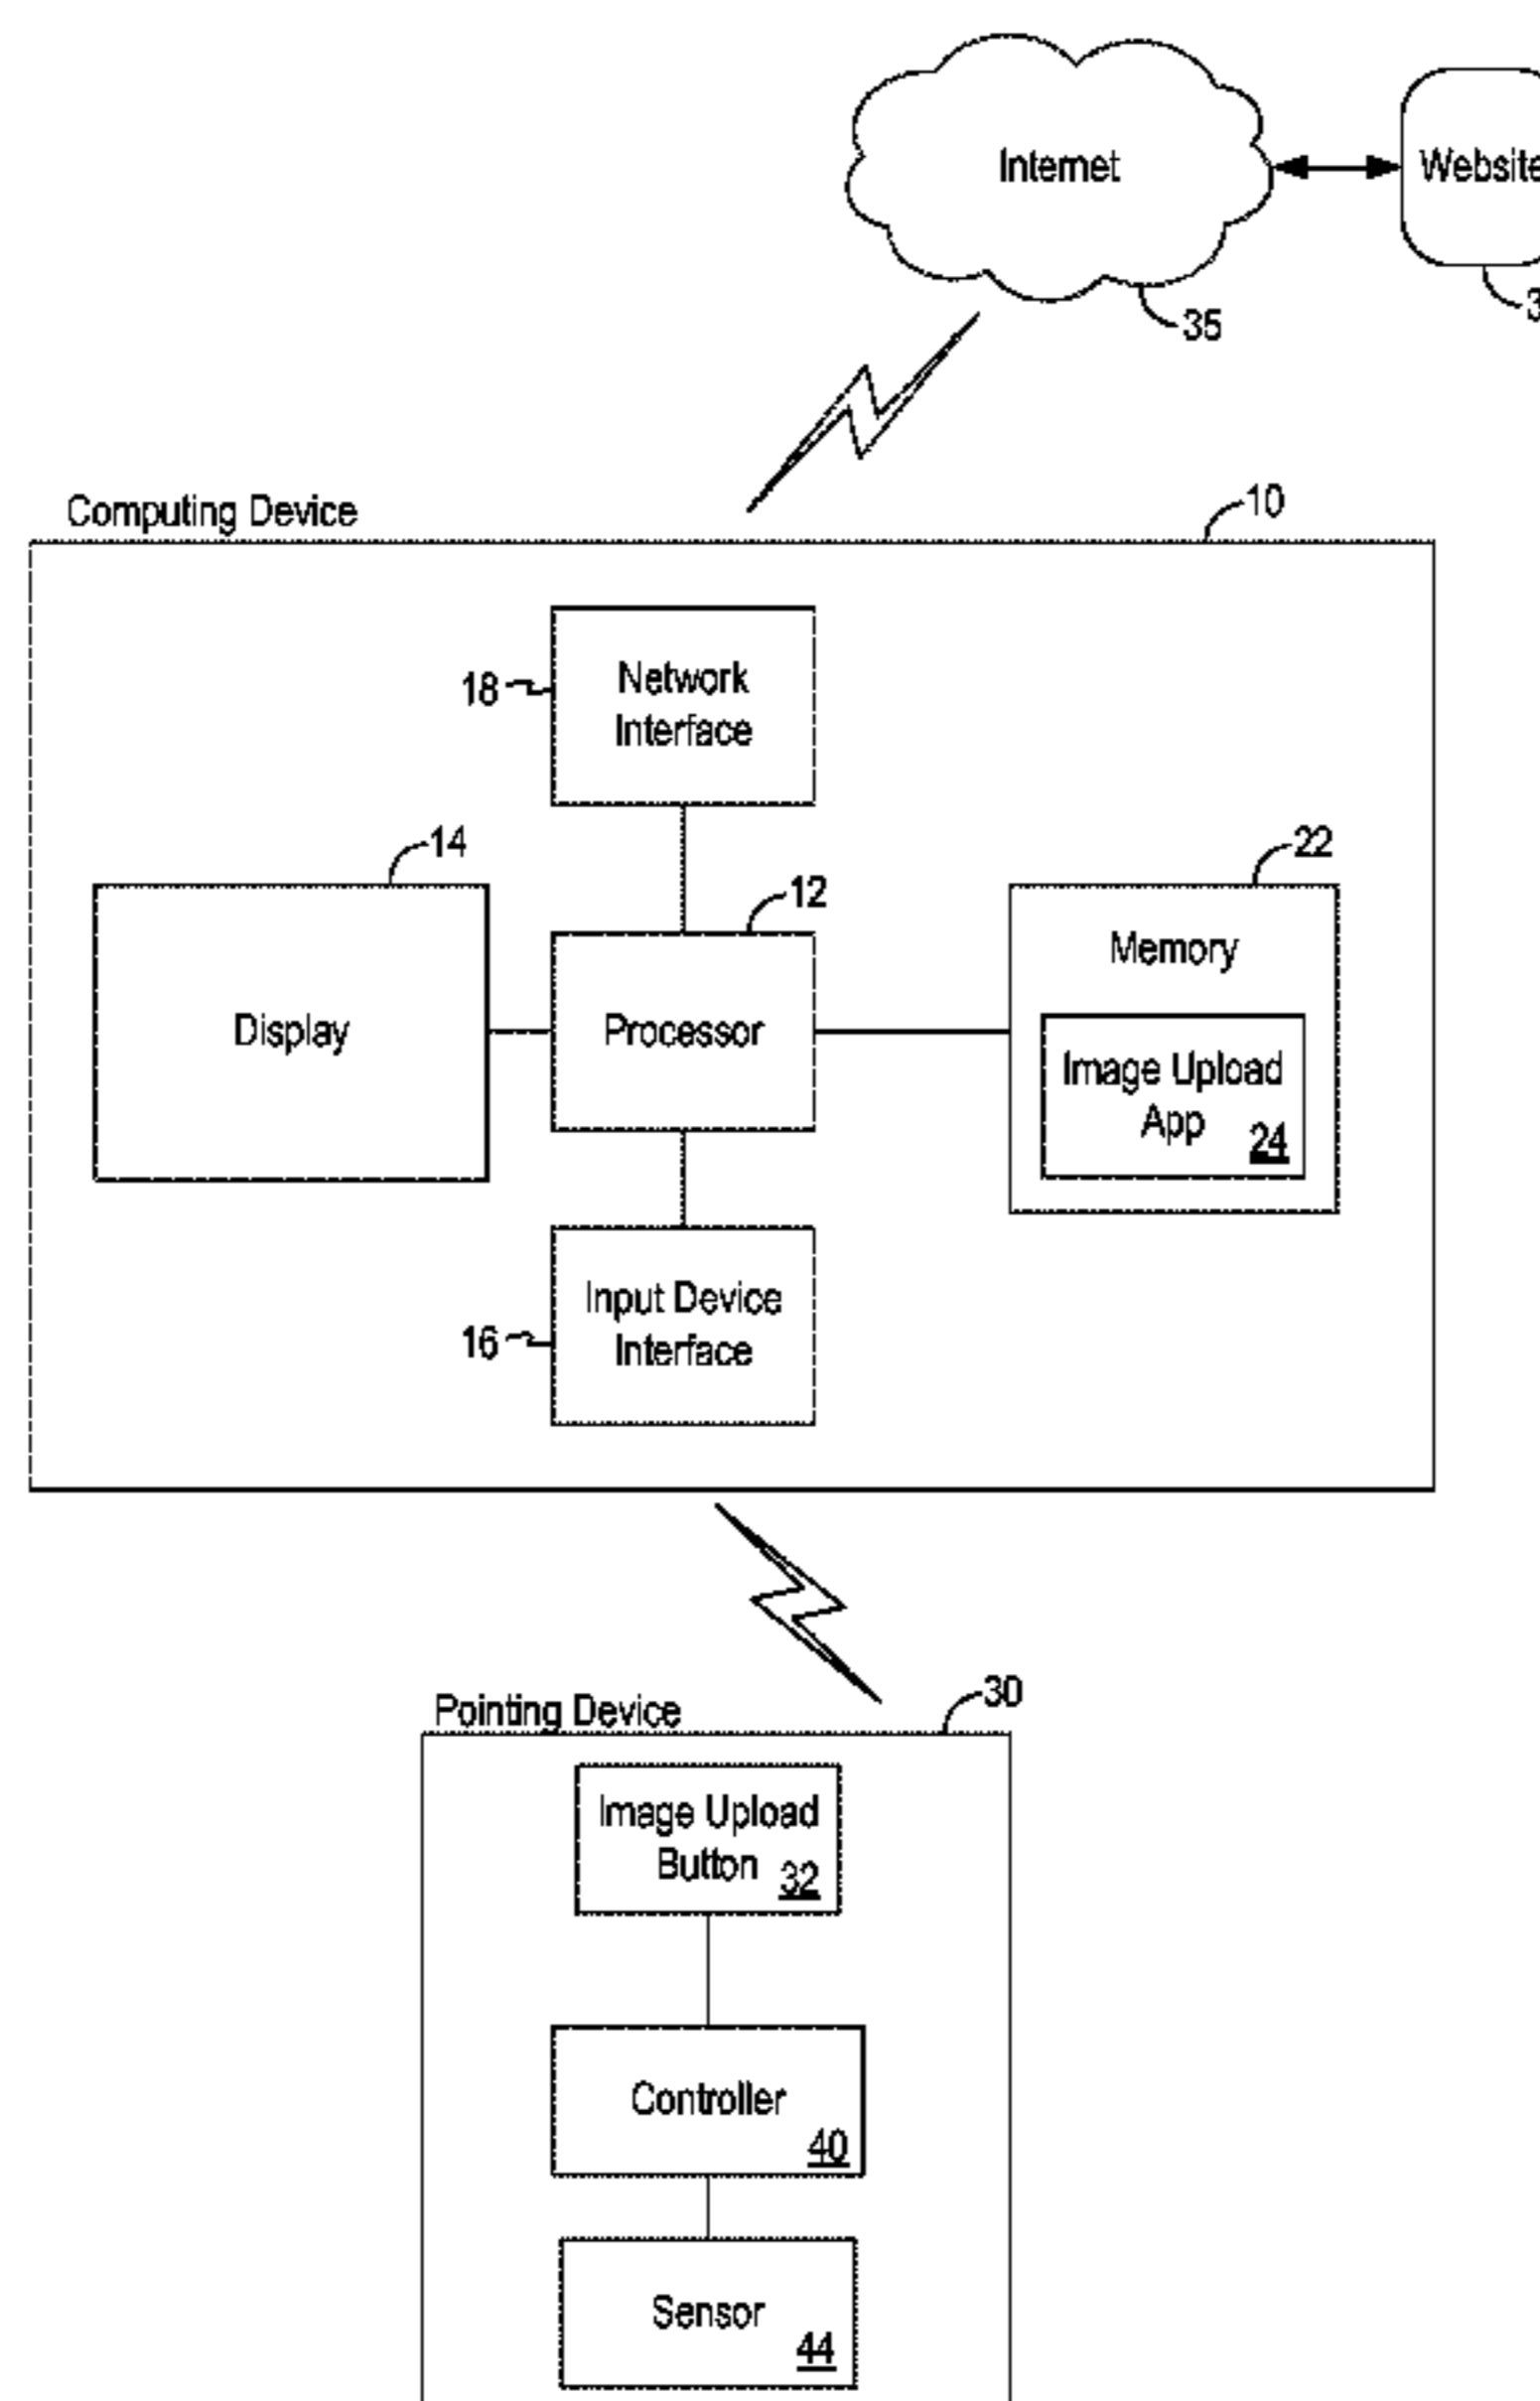 Internet
Website
35
Computing Device
10
18
Network
Interface
14
22
12
Memory
Display
Processor
Image Upload
App 24
Input Device
16
Interface
Pointing Device
30
Image Upload
Button 32
Controller
40
Sensor
44